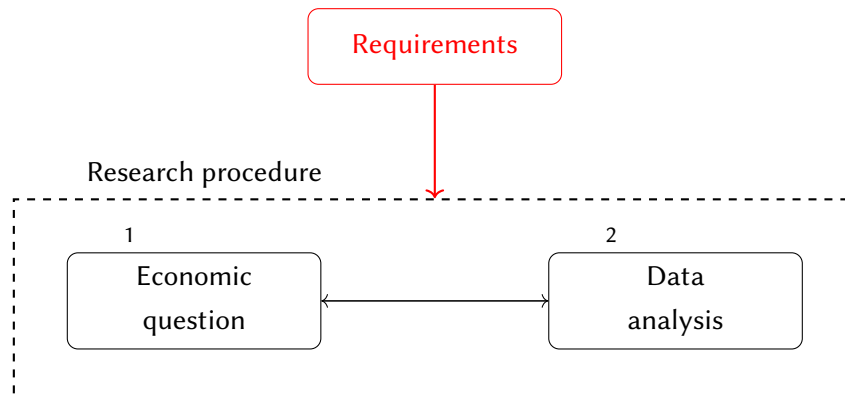 Requirements
Research procedure
1
Economic
question
2
Data
analysis